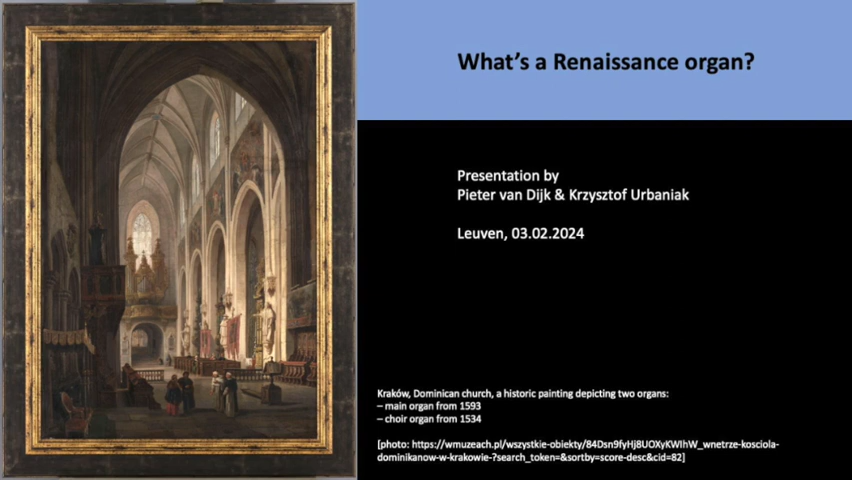 What's a Renaissance organ?
Presentation by
Pieter van Dijk & Krzysztof Urbaniak
Leuven, 03.02.2024
Kraków, Dominican church, a historic painting depicting two organs:
– main organ from 1593
– choir organ from 1534
[photo: https://wmuzeach.pl/wszystkie-obiekty/84Dsn9fyHj8UOXyKWIhW_wnetrze-kosciola-
dominikanow-w-krakowie-?search_token=&sortby=score-desc&cid=82]